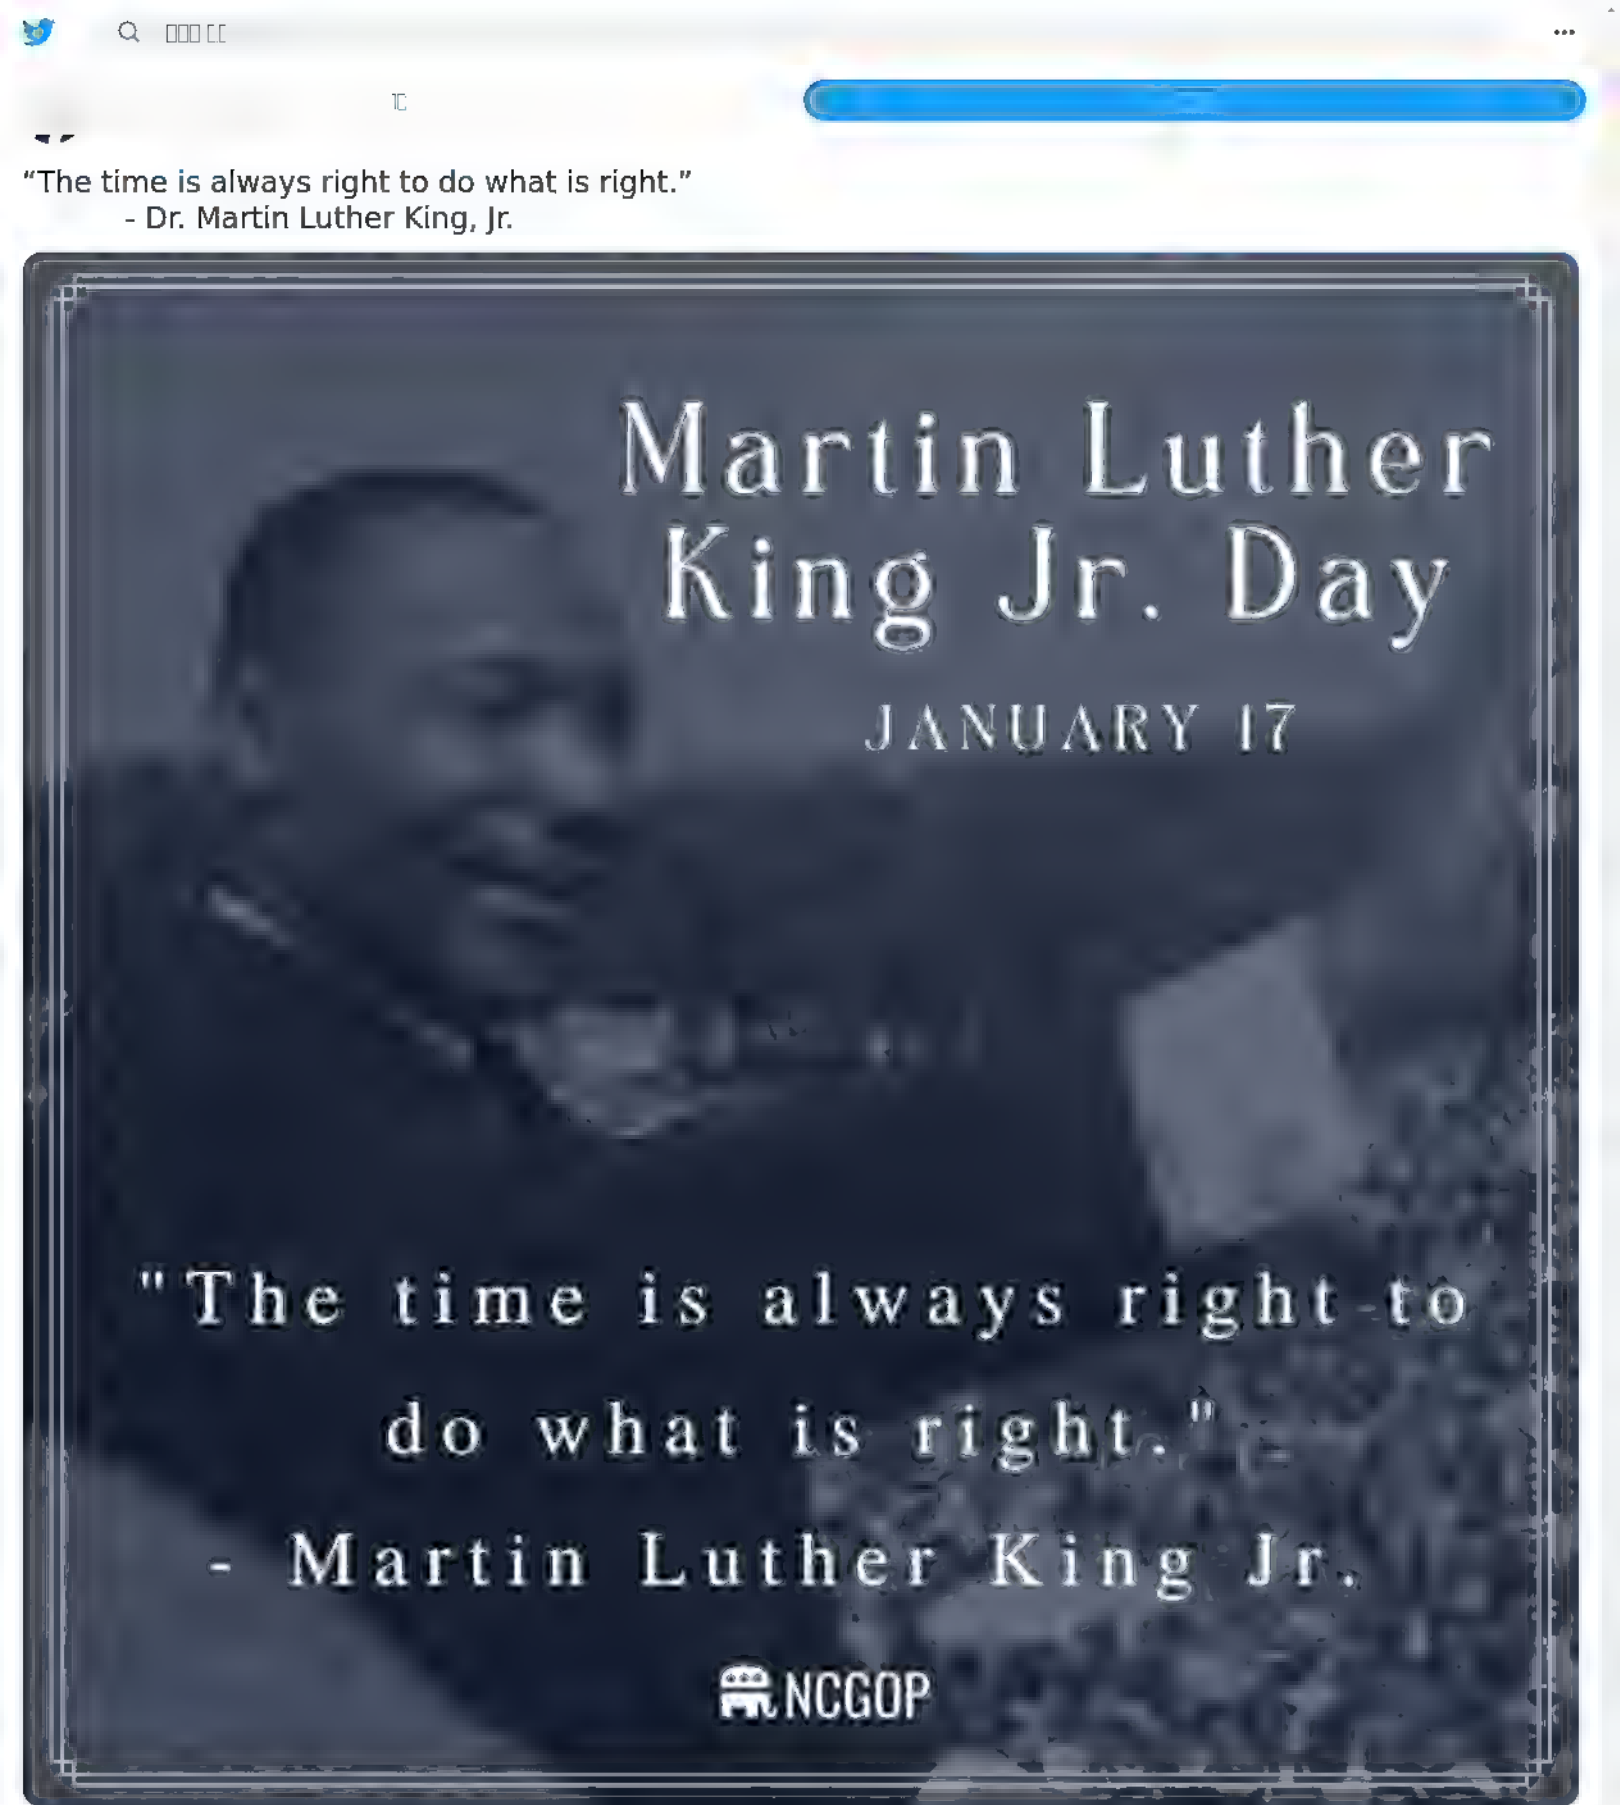 “The time is always right to do what is right.”
- Dr. Martin Luther King, Jr.
Martin Luther
King Jr. Day
JANUARY 17
"The time is always right to
do what is right."
- Martin Luther King Jr.
NCGOP